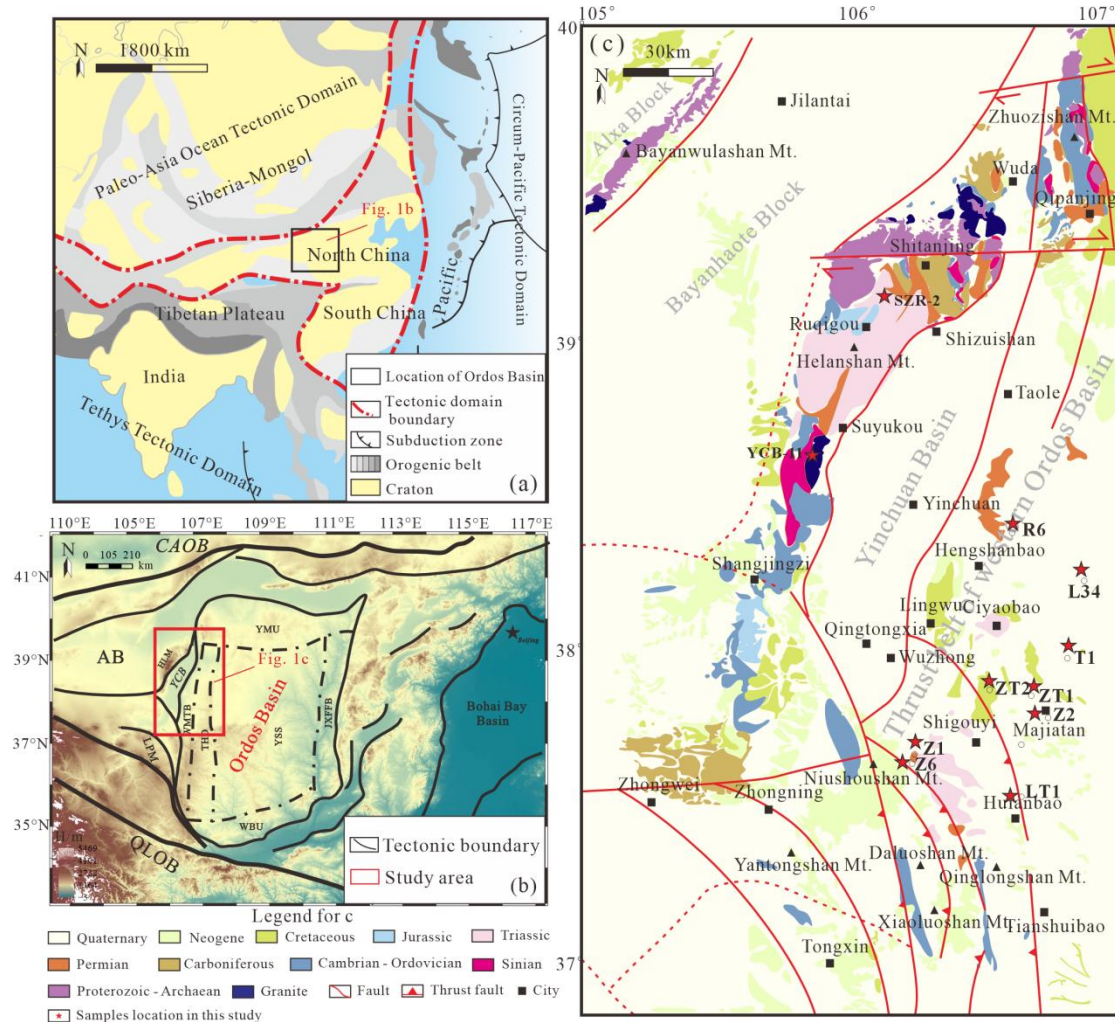 N
1800 km
Paleo-Asia Ocean Tectonic Domain
Siberia-Mongol
Fig. 1b
North China
Tibetan Plateau
South China
India
Tethys Tectonic Domain
Pacific
Circum-Pacific Tectonic Domain
Location of Ordos Basin
Tectonic domain
boundary
Subduction zone
Orogenic belt
Craton
(a)
110°E 105°E 107°E 109°E 111°E 113°E 115°E 117°E
N
0 105 210
km
CAOB
41°N
39°N
37°N
35°N
AB
HLM
YCB
YMU
Fig. 1c
WMTB
THD
Ordos Basin
YSS
JXFFB
LPM
WBU
QLOB
Beijing
Bohai Bay
Basin
Tectonic boundary
Study area
(b)
105° 106° 107°
40°
39°
38°
37°
(c)
30km
N
Alxa Block
Jilantai
Bayanwulashan Mt.
Bayanhaote Block
Zhuozishan Mt.
Wuda
Qipanjing
Shitanjing
SZR-2
Ruqigou
Helanshan Mt.
Shizuishan
Taole
Suyukou
YCB-11
Yinchuan Basin
Thrust Belt of western Ordos Basin
Yinchuan
R6
Hengshanbao
L34
Shangjingzi
Lingwu
Ciyaobao
Qingtongxia
Wuzhong
T1
ZT2
ZT1
Z2
Shigouyi
Majiatan
Z1
Z6
Niushoushan Mt.
LT1
Huianbao
Zhongwei
Zhongning
Yantongshan Mt.
Daluoshan Mt.
Qinglongshan Mt.
Xiaoluoshan Mt.
Tianshuibao
Tongxin
Legend for c
Quaternary Neogene Cretaceous Jurassic Triassic
Permian Carboniferous Cambrian - Ordovician Sinian
Proterozoic - Archaean Granite Fault Thrust fault City
Samples location in this study